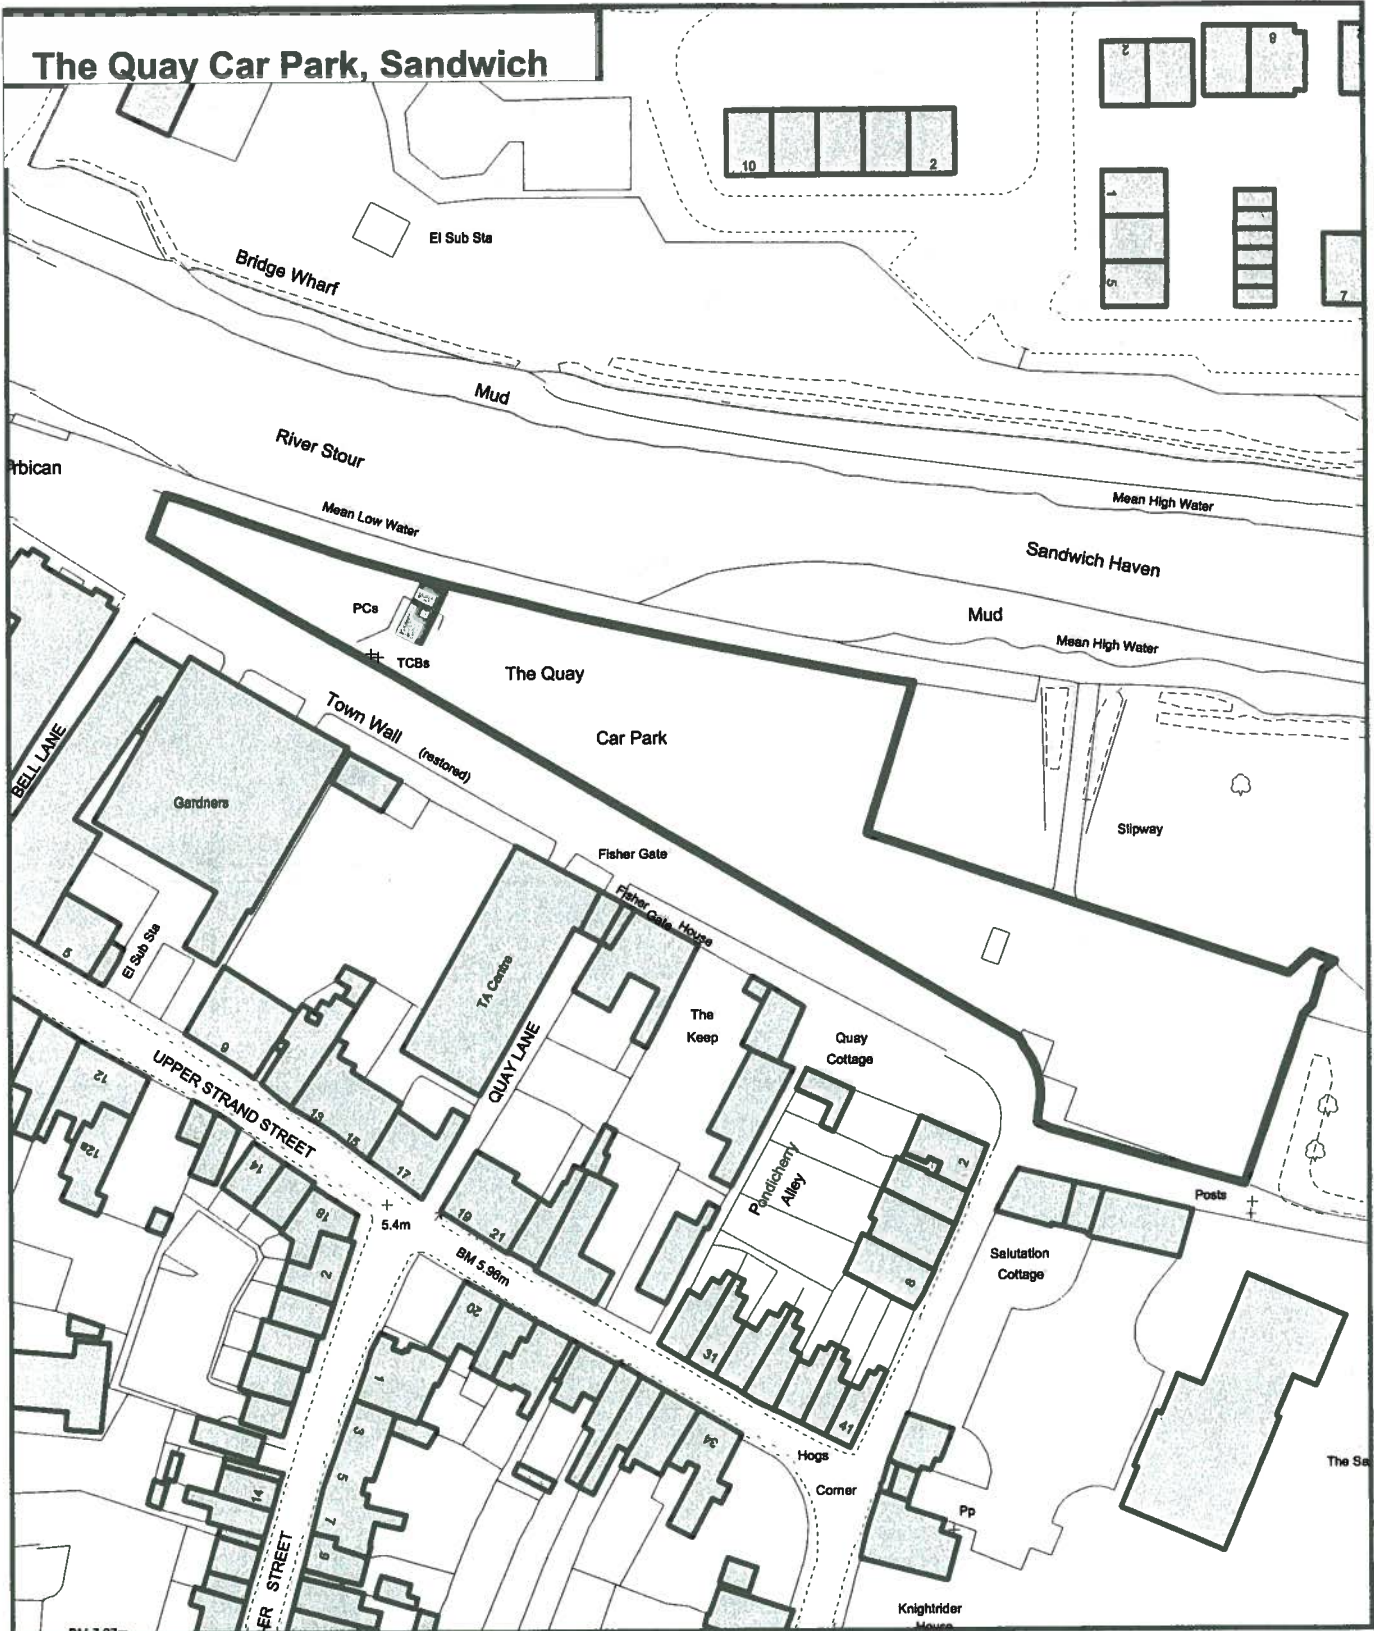 The Quay Car Park, Sandwich
2
8
10
2
1
5
7
El Sub Sta
Bridge Wharf
Mud
River Stour
rbican
Mean Low Water
Mean High Water
Sandwich Haven
Mud
Mean High Water
PCs
TCBs
The Quay
Car Park
Town Wall
(restored)
BELL LANE
Gardners
Slipway
Fisher Gate
Fisher
Gate House
TA Centre
El Sub Sta
5
9
The
Keep
Quay
Cottage
QUAY LANE
UPPER STRAND STREET
12
12a
13
15
17
14
18
2
5.4m
19
21
BM 5.96m
Pondicherry
Alley
2
8
Posts
Salutation
Cottage
20
31
41
34
1
3
5
7
9
14
Hogs
Corner
The Sa
Pp
ER STREET
Knightrider
House